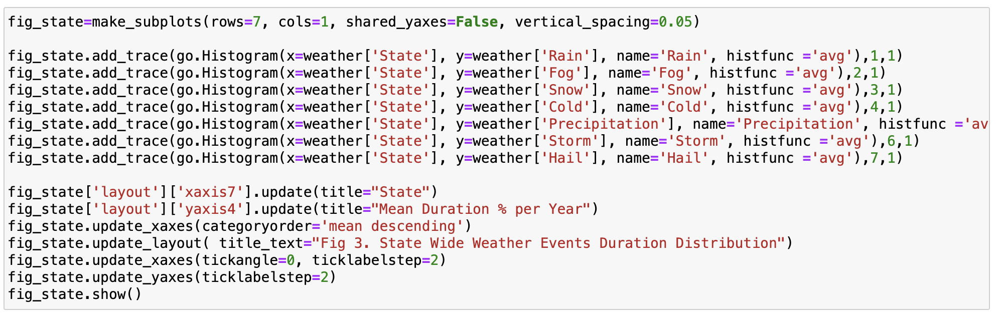 fig_state=make_subplots(rows=7, cols=1, shared_yaxes=False, vertical_spacing=0.05)
fig_state.add_trace(go.Histogram(x=weather['State'], y=weather['Rain'], name='Rain', histfunc ='avg'),1,1)
fig_state.add_trace(go.Histogram(x=weather['State'], y=weather['Fog'], name='Fog', histfunc ='avg'),2,1)
fig_state.add_trace(go.Histogram(x=weather['State'], y=weather['Snow'], name='Snow', histfunc ='avg'),3,1)
fig_state.add_trace(go.Histogram(x=weather['State'], y=weather['Cold'], name='Cold', histfunc ='avg'),4,1)
fig_state.add_trace(go.Histogram(x=weather['State'], y=weather['Precipitation'], name='Precipitation', histfunc ='av
fig_state.add_trace(go.Histogram(x=weather['State'], y=weather['Storm'], name='Storm', histfunc ='avg'),6,1)
fig_state.add_trace(go.Histogram(x=weather['State'], y=weather['Hail'], name='Hail', histfunc ='avg'),7,1)
fig_state['layout']['xaxis7'].update(title="State")
fig_state['layout']['yaxis4'].update(title="Mean Duration % per Year")
fig_state.update_xaxes(categoryorder='mean descending')
fig_state.update_layout( title_text="Fig 3. State Wide Weather Events Duration Distribution")
fig_state.update_xaxes(tickangle=0, ticklabelstep=2)
fig_state.update_yaxes(ticklabelstep=2)
fig_state.show()